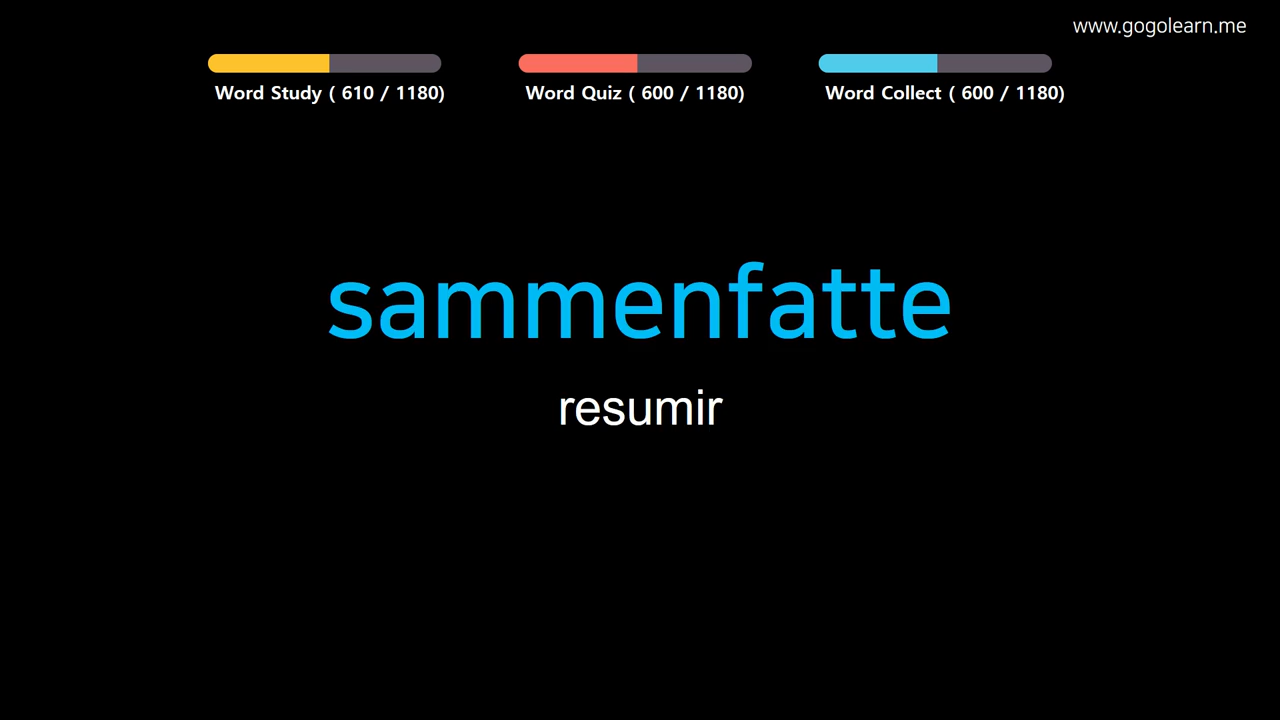 www.gogolearn.me
Word Study ( 610 / 1180)
Word Quiz ( 600 / 1180)
Word Collect ( 600 / 1180)
sammenfatte
resumir